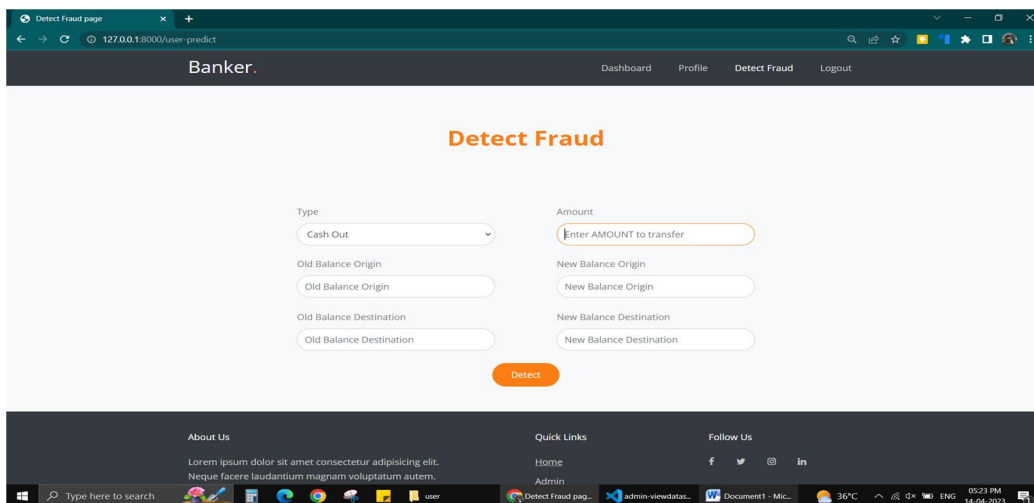 Detect Fraud page
127.0.0.1:8000/user-predict
Banker.
Dashboard Profile Detect Fraud Logout
Detect Fraud
Type Amount
Cash Out Enter AMOUNT to transfer
Old Balance Origin New Balance Origin
Old Balance Origin New Balance Origin
Old Balance Destination New Balance Destination
Old Balance Destination New Balance Destination
Detect
About Us Quick Links Follow Us
Lorem ipsum dolor sit amet consectetur adipisicing elit. Home
Neque facere laudantium magnam voluptatum autem. Admin
Type here to search user Detect Fraud pag... admin-viewdatas... Document1 - Mic... 36°C ENG 05:23 PM
14-04-2023